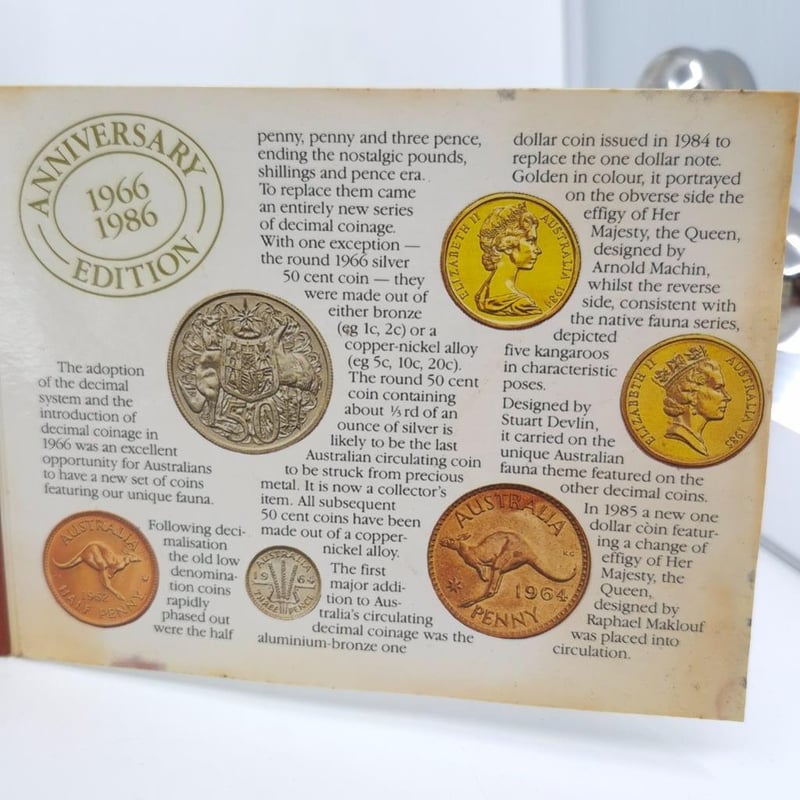 ANNIVERSARY
1966
1986
EDITION
The adoption
of the decimal
system and the
introduction of
decimal coinage in
1966 was an excellent
opportunity for Australians
to have a new set of coins
featuring our unique fauna.
AUSTRALIA
1962
HALF PENNY
Following deci-
malisation
the old low
denomina-
tion coins
rapidly
phased out
were the half
penny, penny and three pence,
ending the nostalgic pounds,
shillings and pence era.
To replace them came
an entirely new series
of decimal coinage.
With one exception —
the round 1966 silver
50 cent coin — they
were made out of
either bronze
(eg 1c, 2c) or a
copper-nickel alloy
(eg 5c, 10c, 20c).
The round 50 cent
coin containing
about ⅓rd of an
ounce of silver is
likely to be the last
Australian circulating coin
to be struck from precious
metal. It is now a collector's
item. All subsequent
50 cent coins have been
made out of a copper-
nickel alloy.
50
AUSTRALIA
1964
THREE PENCE
The first
major addi-
tion to Aus-
tralia's circulating
decimal coinage was the
aluminium-bronze one
dollar coin issued in 1984 to
replace the one dollar note.
Golden in colour, it portrayed
on the obverse side the
effigy of Her
Majesty, the Queen,
designed by
Arnold Machin,
whilst the reverse
side, consistent with
the native fauna series,
depicted
five kangaroos
in characteristic
poses.
Designed by
Stuart Devlin,
it carried on the
unique Australian
fauna theme featured on the
other decimal coins.
ELIZABETH II AUSTRALIA 1984
ELIZABETH II AUSTRALIA 1985
AUSTRALIA
KG
1964
PENNY
In 1985 a new one
dollar coin featur-
ing a change of
effigy of Her
Majesty, the
Queen,
designed by
Raphael Maklouf
was placed into
circulation.